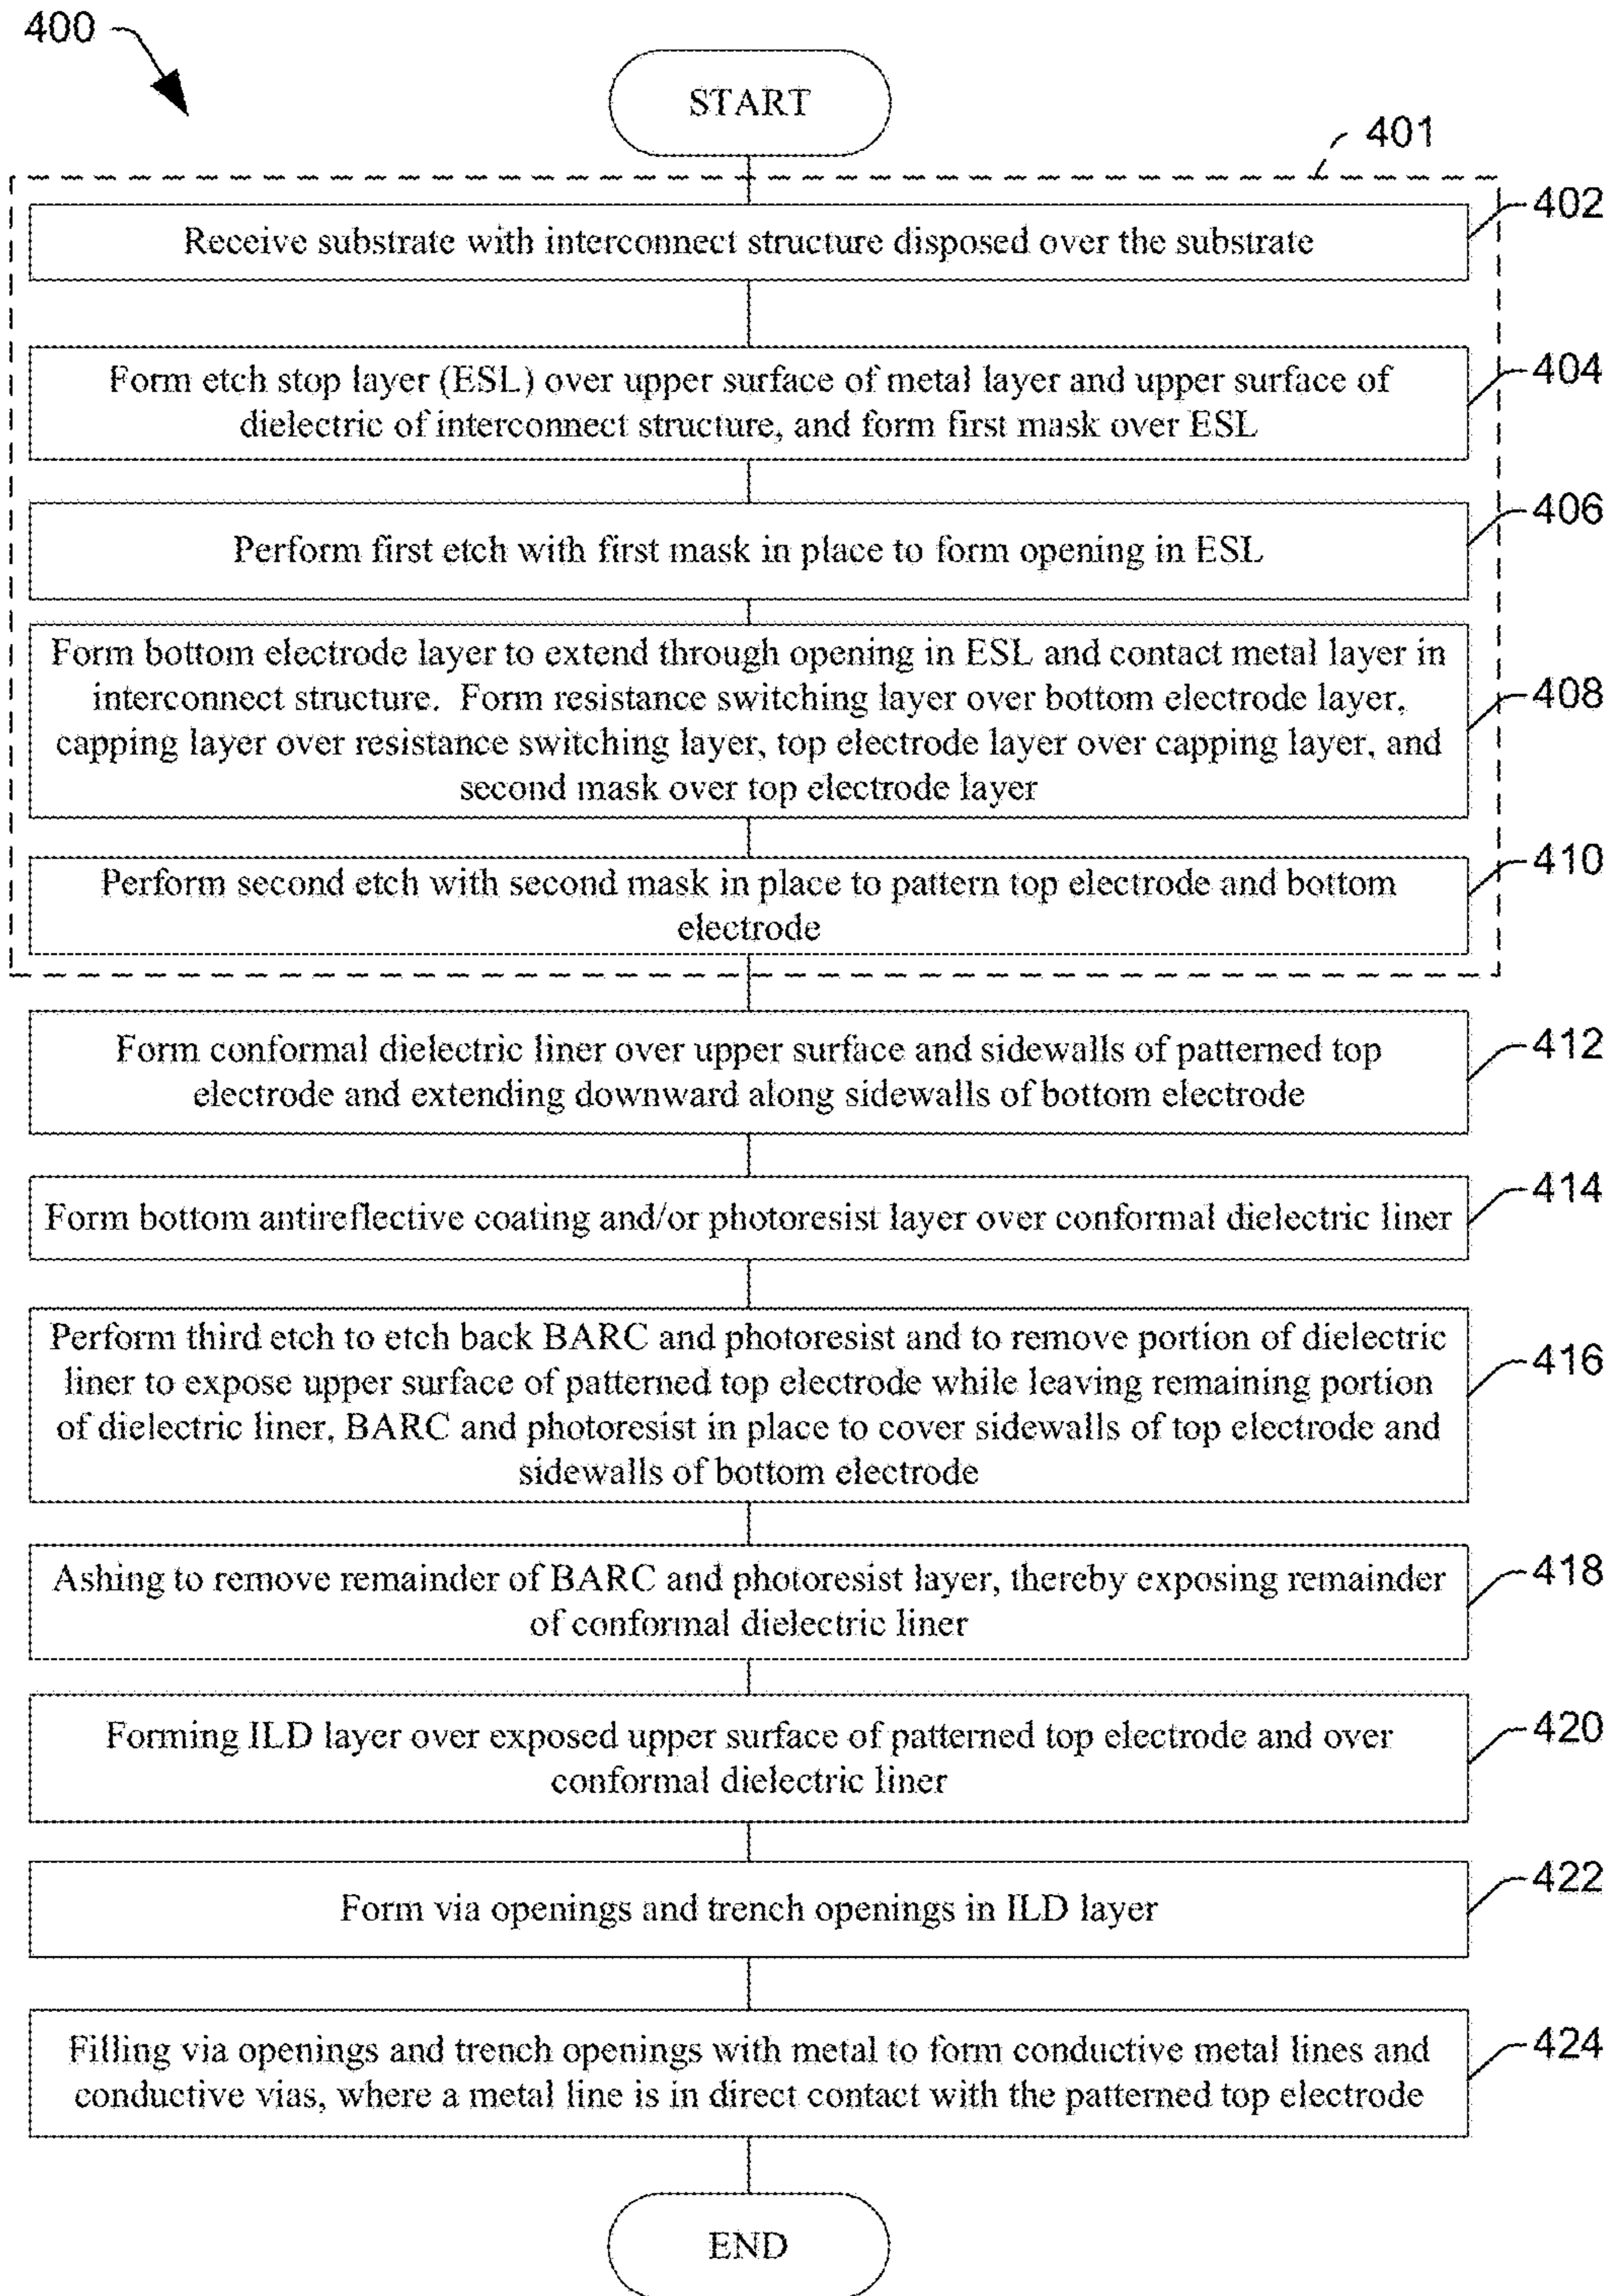 400
START
401
402
Receive substrate with interconnect structure disposed over the substrate
404
Form etch stop layer (ESL) over upper surface of metal layer and upper surface of
dielectric of interconnect structure, and form first mask over ESL
406
Perform first etch with first mask in place to form opening in ESL
408
Form bottom electrode layer to extend through opening in ESL and contact metal layer in
interconnect structure. Form resistance switching layer over bottom electrode layer,
capping layer over resistance switching layer, top electrode layer over capping layer, and
second mask over top electrode layer
410
Perform second etch with second mask in place to pattern top electrode and bottom
electrode
412
Form conformal dielectric liner over upper surface and sidewalls of patterned top
electrode and extending downward along sidewalls of bottom electrode
414
Form bottom antireflective coating and/or photoresist layer over conformal dielectric liner
416
Perform third etch to etch back BARC and photoresist and to remove portion of dielectric
liner to expose upper surface of patterned top electrode while leaving remaining portion
of dielectric liner, BARC and photoresist in place to cover sidewalls of top electrode and
sidewalls of bottom electrode
418
Ashing to remove remainder of BARC and photoresist layer, thereby exposing remainder
of conformal dielectric liner
420
Forming ILD layer over exposed upper surface of patterned top electrode and over
conformal dielectric liner
422
Form via openings and trench openings in ILD layer
424
Filling via openings and trench openings with metal to form conductive metal lines and
conductive vias, where a metal line is in direct contact with the patterned top electrode
END